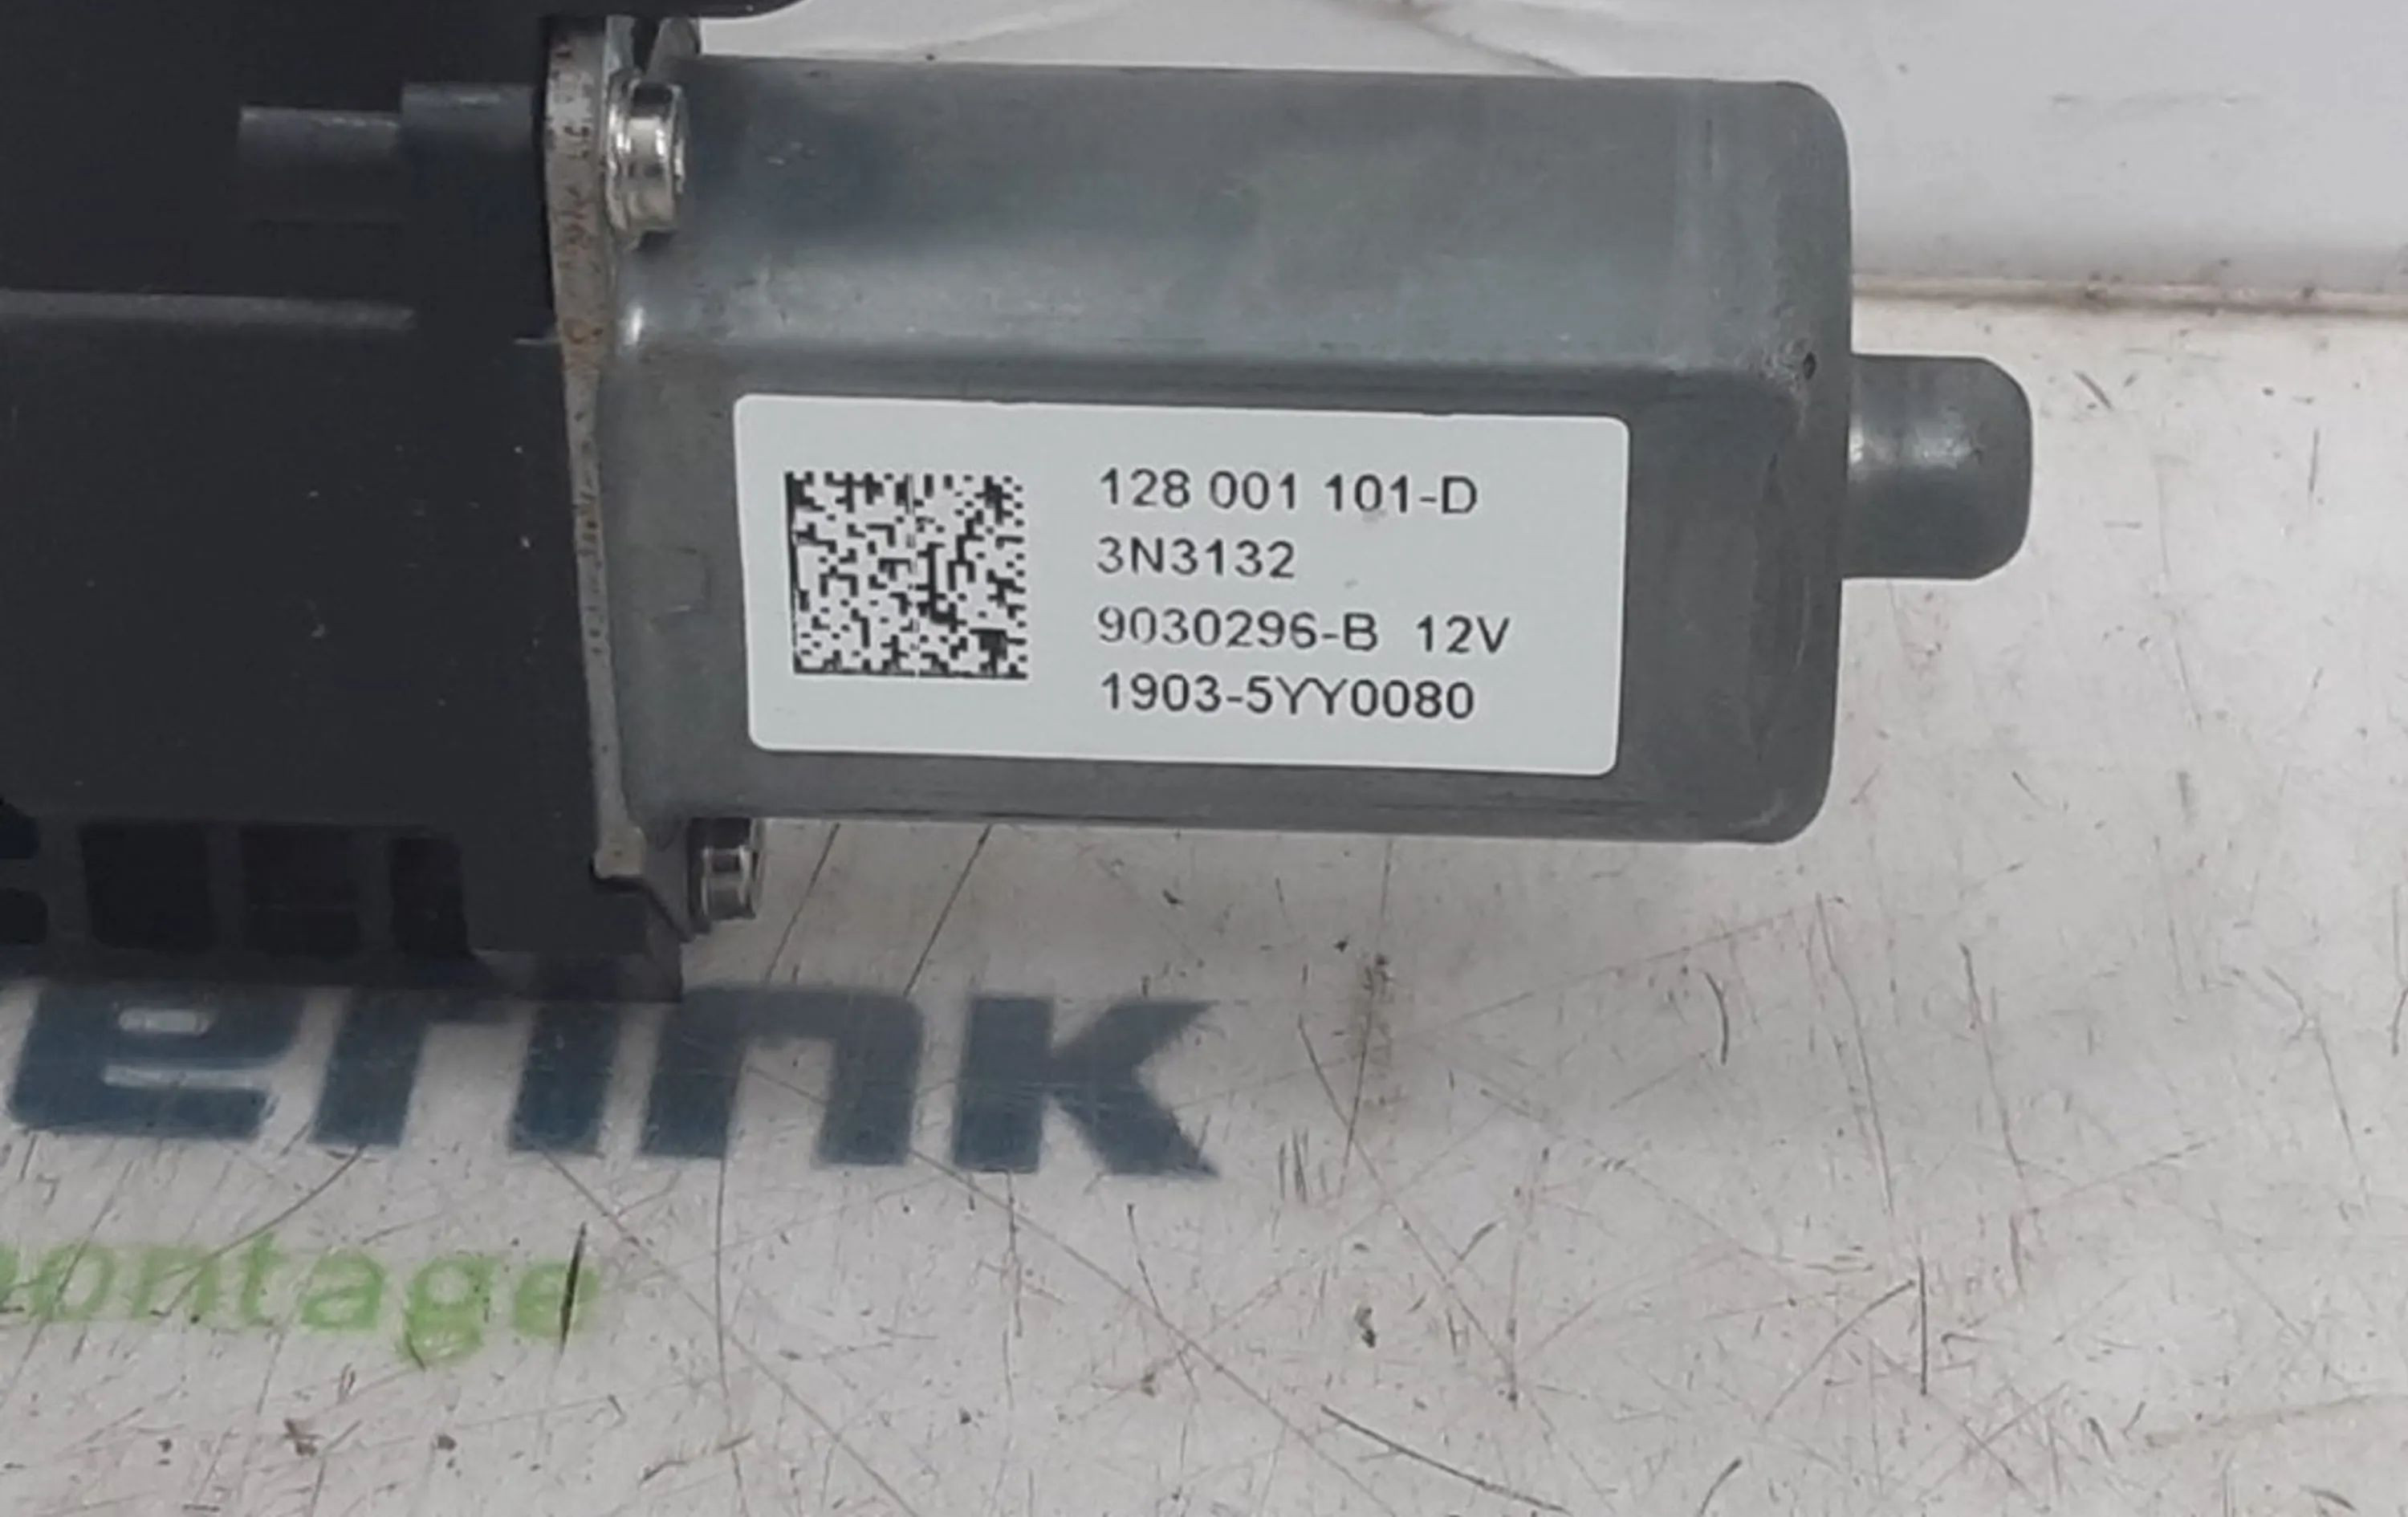 128 001 101-D
3N3132
9030296-B 12V
1903-5YY0080
erink
ontage